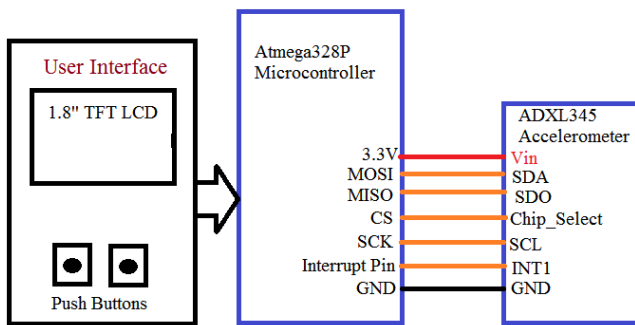 User Interface
1.8" TFT LCD
Push Buttons
Atmega328P
Microcontroller
3.3V
MOSI
MISO
CS
SCK
Interrupt Pin
GND
ADXL345
Accelerometer
Vin
SDA
SDO
Chip_Select
SCL
INT1
GND